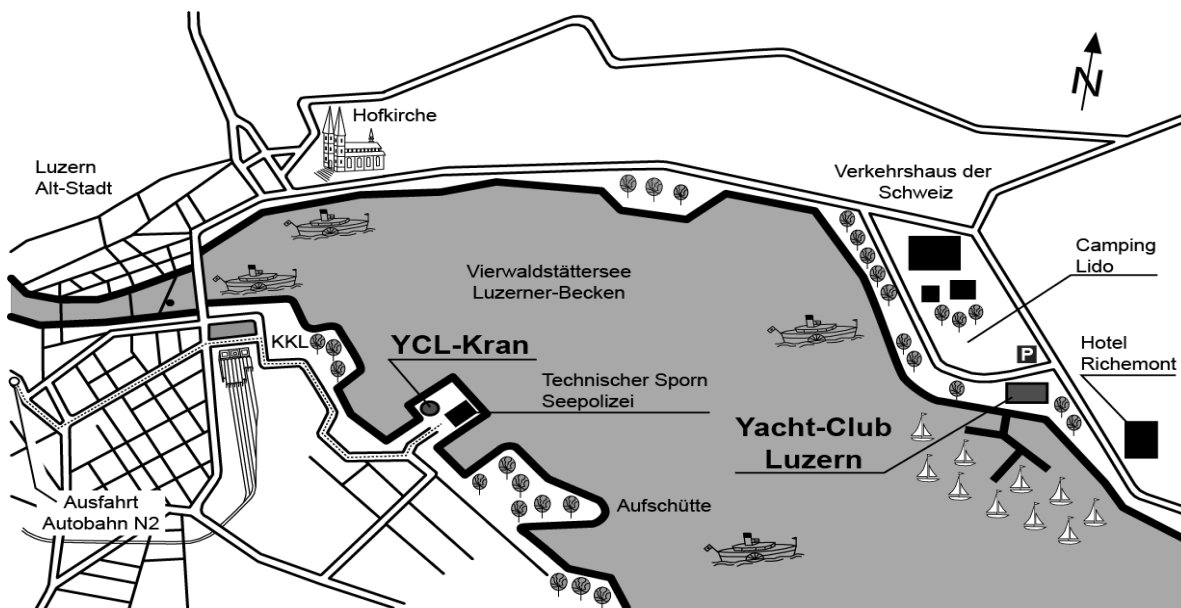 N
Hofkirche
Luzern
Alt-Stadt
Verkehrshaus der
Schweiz
Camping
Lido
Vierwaldstättersee
Luzerner-Becken
KKL
YCL-Kran
P
Hotel
Richemont
Technischer Sporn
Seepolizei
Yacht-Club
Luzern
Ausfahrt
Autobahn N2
Aufschütte